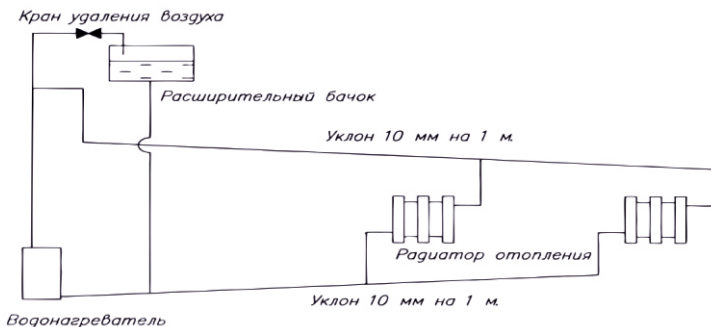 Кран удаления воздуха
Расширительный бачок
Уклон 10 мм на 1 м.
Радиатор отопления
Уклон 10 мм на 1 м.
Водонагреватель